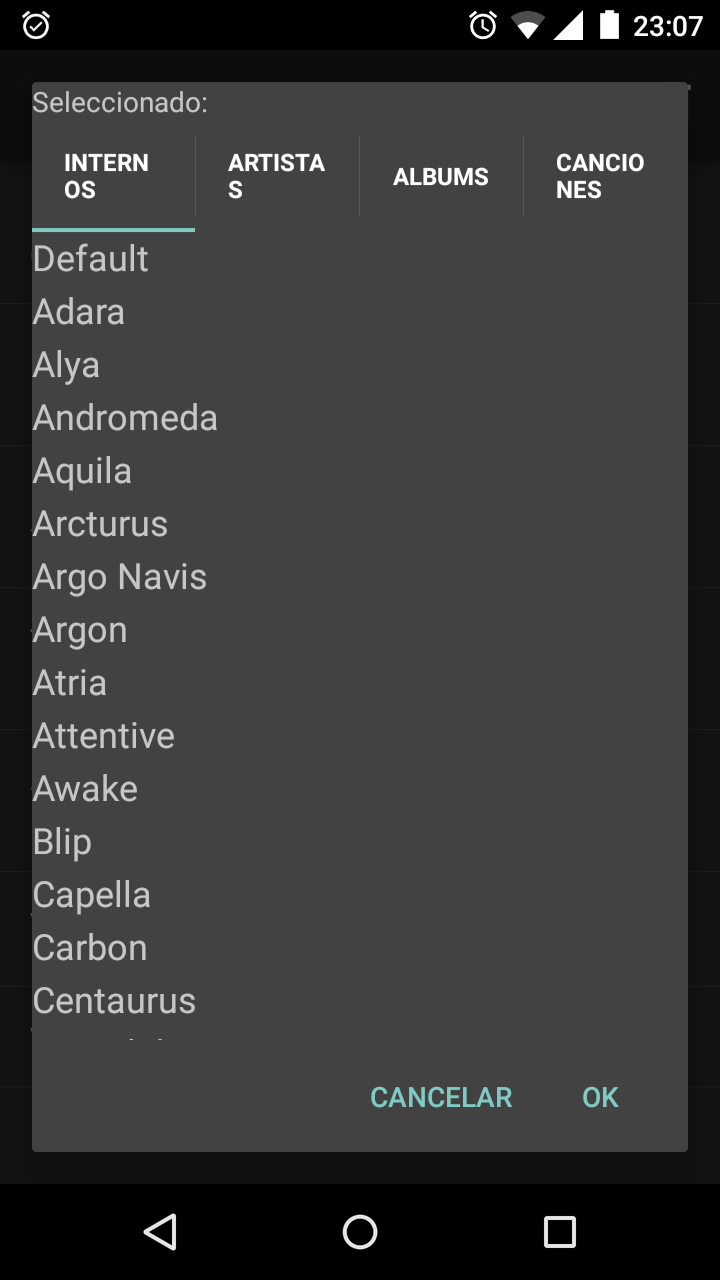 23:07
Seleccionado:
INTERN
OS
ARTISTA
S
ALBUMS
CANCIO
NES
Default
Adara
Alya
Andromeda
Aquila
Arcturus
Argo Navis
Argon
Atria
Attentive
Awake
Blip
Capella
Carbon
Centaurus
CANCELAR
OK